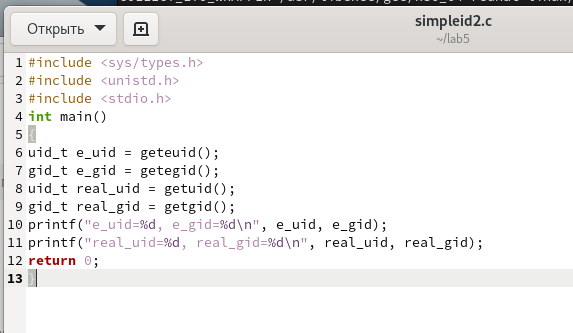 Открыть
simpleid2.c
~/lab5
1 #include <sys/types.h>
2 #include <unistd.h>
3 #include <stdio.h>
4 int main()
5 {
6 uid_t e_uid = geteuid();
7 gid_t e_gid = getegid();
8 uid_t real_uid = getuid();
9 gid_t real_gid = getgid();
10 printf("e_uid=%d, e_gid=%d\n", e_uid, e_gid);
11 printf("real_uid=%d, real_gid=%d\n", real_uid, real_gid);
12 return 0;
13 }